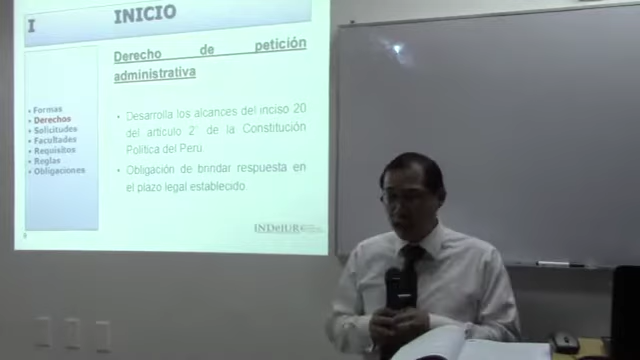 I INICIO
Derecho de petición
administrativa
• Formas
• Derechos
• Solicitudes
• Facultades
• Requisitos
• Reglas
• Obligaciones
• Desarrolla los alcances del inciso 20
del artículo 2° de la Constitución
Política del Perú
• Obligación de brindar respuesta en
el plazo legal establecido
INDeJUR